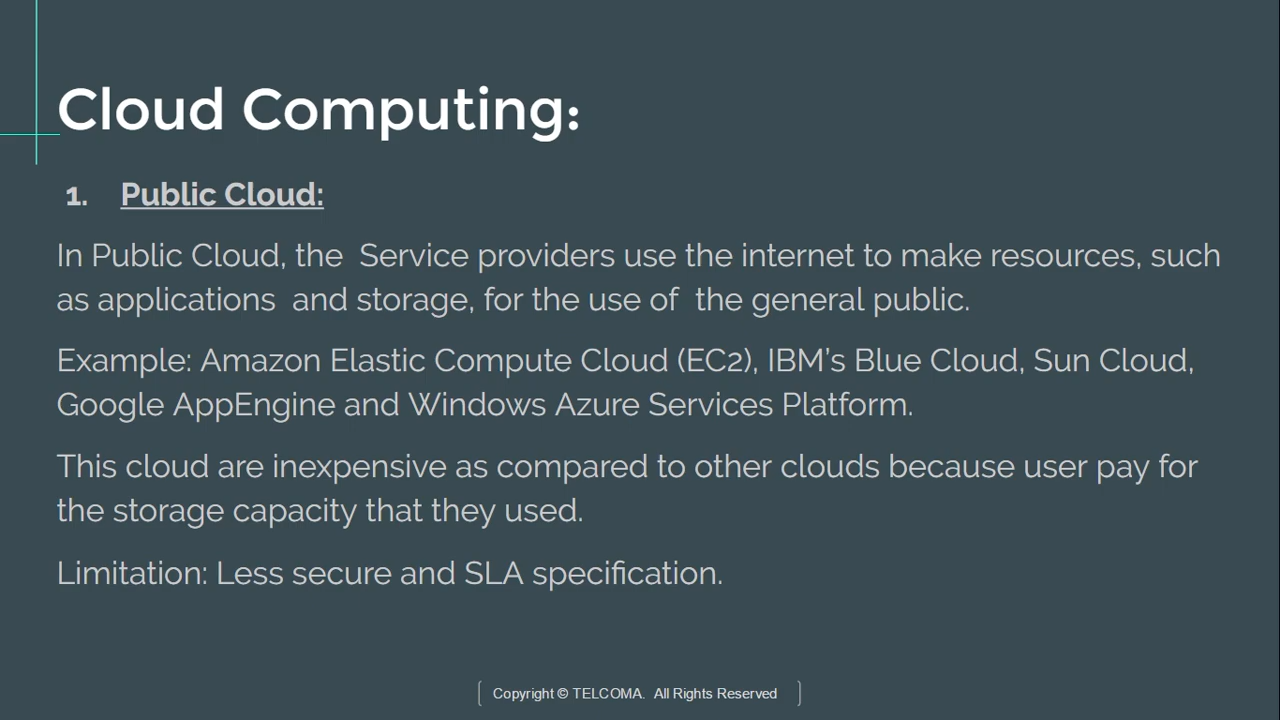 Cloud Computing:
1. Public Cloud:
In Public Cloud, the  Service providers use the internet to make resources, such
as applications  and storage, for the use of  the general public.
Example: Amazon Elastic Compute Cloud (EC2), IBM's Blue Cloud, Sun Cloud,
Google AppEngine and Windows Azure Services Platform.
This cloud are inexpensive as compared to other clouds because user pay for
the storage capacity that they used.
Limitation: Less secure and SLA specification.
Copyright © TELCOMA.  All Rights Reserved